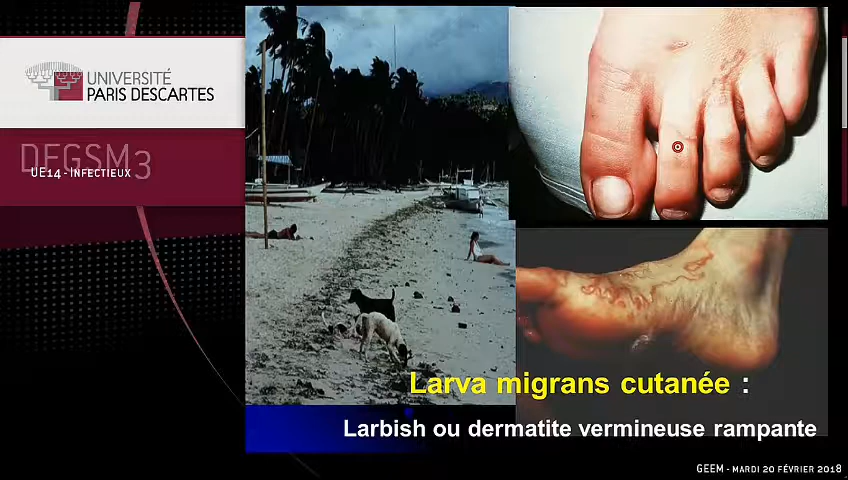 UNIVERSITÉ
PARIS DESCARTES
DFGSM3
UE14 - INFECTIEUX
Larva migrans cutanée :
Larbish ou dermatite vermineuse rampante
GEEM - MARDI 20 FÉVRIER 2018